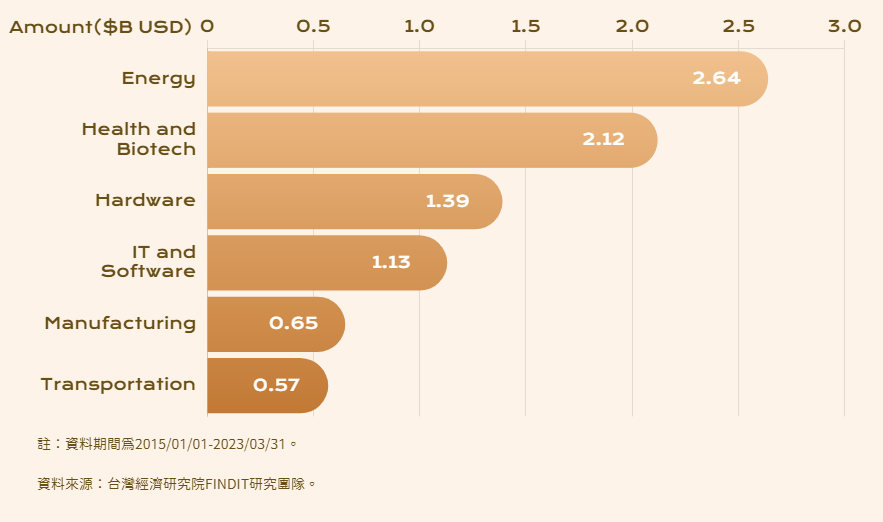 Amount($B USD) 0 0.5 1.0 1.5 2.0 2.5 3.0
Energy 2.64
Health and
Biotech 2.12
Hardware 1.39
IT and
Software 1.13
Manufacturing 0.65
Transportation 0.57
註：資料期間為2015/01/01-2023/03/31。
資料來源：台灣經濟研究院FINDIT研究團隊。